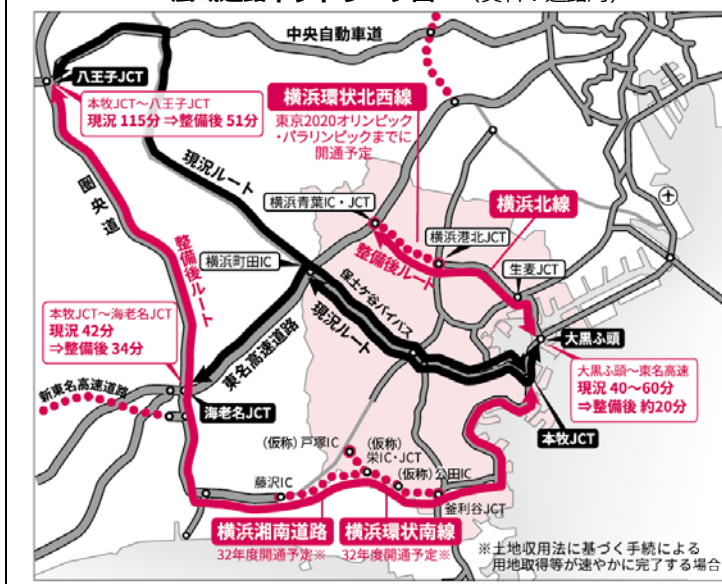 中央自動車道
八王子JCT
本牧JCT～八王子JCT
現況 115分 ⇒整備後 51分
横浜環状北西線
東京2020オリンピック
・パラリンピックまでに
開通予定
現況ルート
圏央道
整備後ルート
横浜青葉IC・JCT
横浜北線
横浜港北JCT
整備後ルート
生麦JCT
横浜町田IC
保土ケ谷バイパス
現況ルート
東名高速道路
本牧JCT～海老名JCT
現況 42分
⇒整備後 34分
大黒ふ頭
大黒ふ頭～東名高速
現況 40～60分
⇒整備後 約20分
新東名高速道路
海老名JCT
本牧JCT
(仮称)戸塚IC
(仮称)
栄IC・JCT
(仮称)公田IC
藤沢IC
釜利谷JCT
横浜湘南道路
32年度開通予定※
横浜環状南線
32年度開通予定※
※土地収用法に基づく手続による
用地取得等が速やかに完了する場合